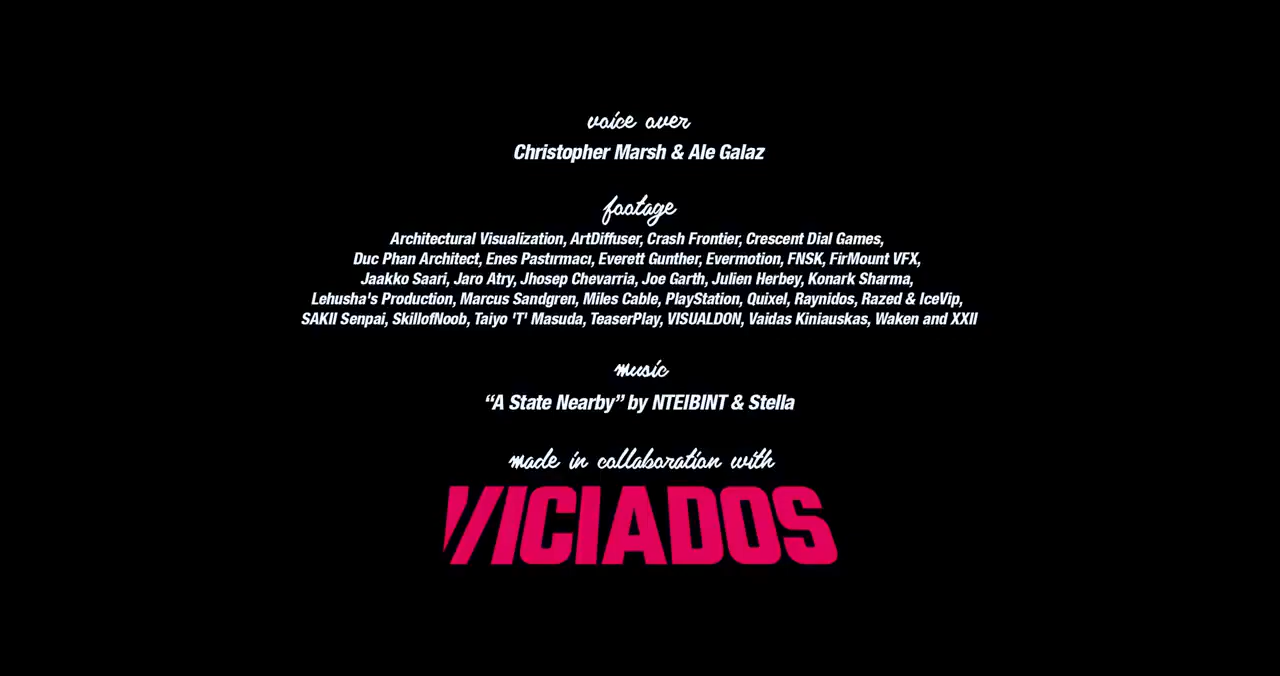 voice over
Christopher Marsh & Ale Galaz
footage
Architectural Visualization, ArtDiffuser, Crash Frontier, Crescent Dial Games,
Duc Phan Architect, Enes Pastırmacı, Everett Gunther, Evermotion, FNSK, FirMount VFX,
Jaakko Saari, Jaro Atry, Jhosep Chevarria, Joe Garth, Julien Herbey, Konark Sharma,
Lehusha's Production, Marcus Sandgren, Miles Cable, PlayStation, Quixel, Raynidos, Razed & IceVip,
SAKII Senpai, SkillofNoob, Taiyo 'T' Masuda, TeaserPlay, VISUALDON, Vaidas Kiniauskas, Waken and XXII
music
“A State Nearby” by NTEIBINT & Stella
made in collaboration with
VICIADOS